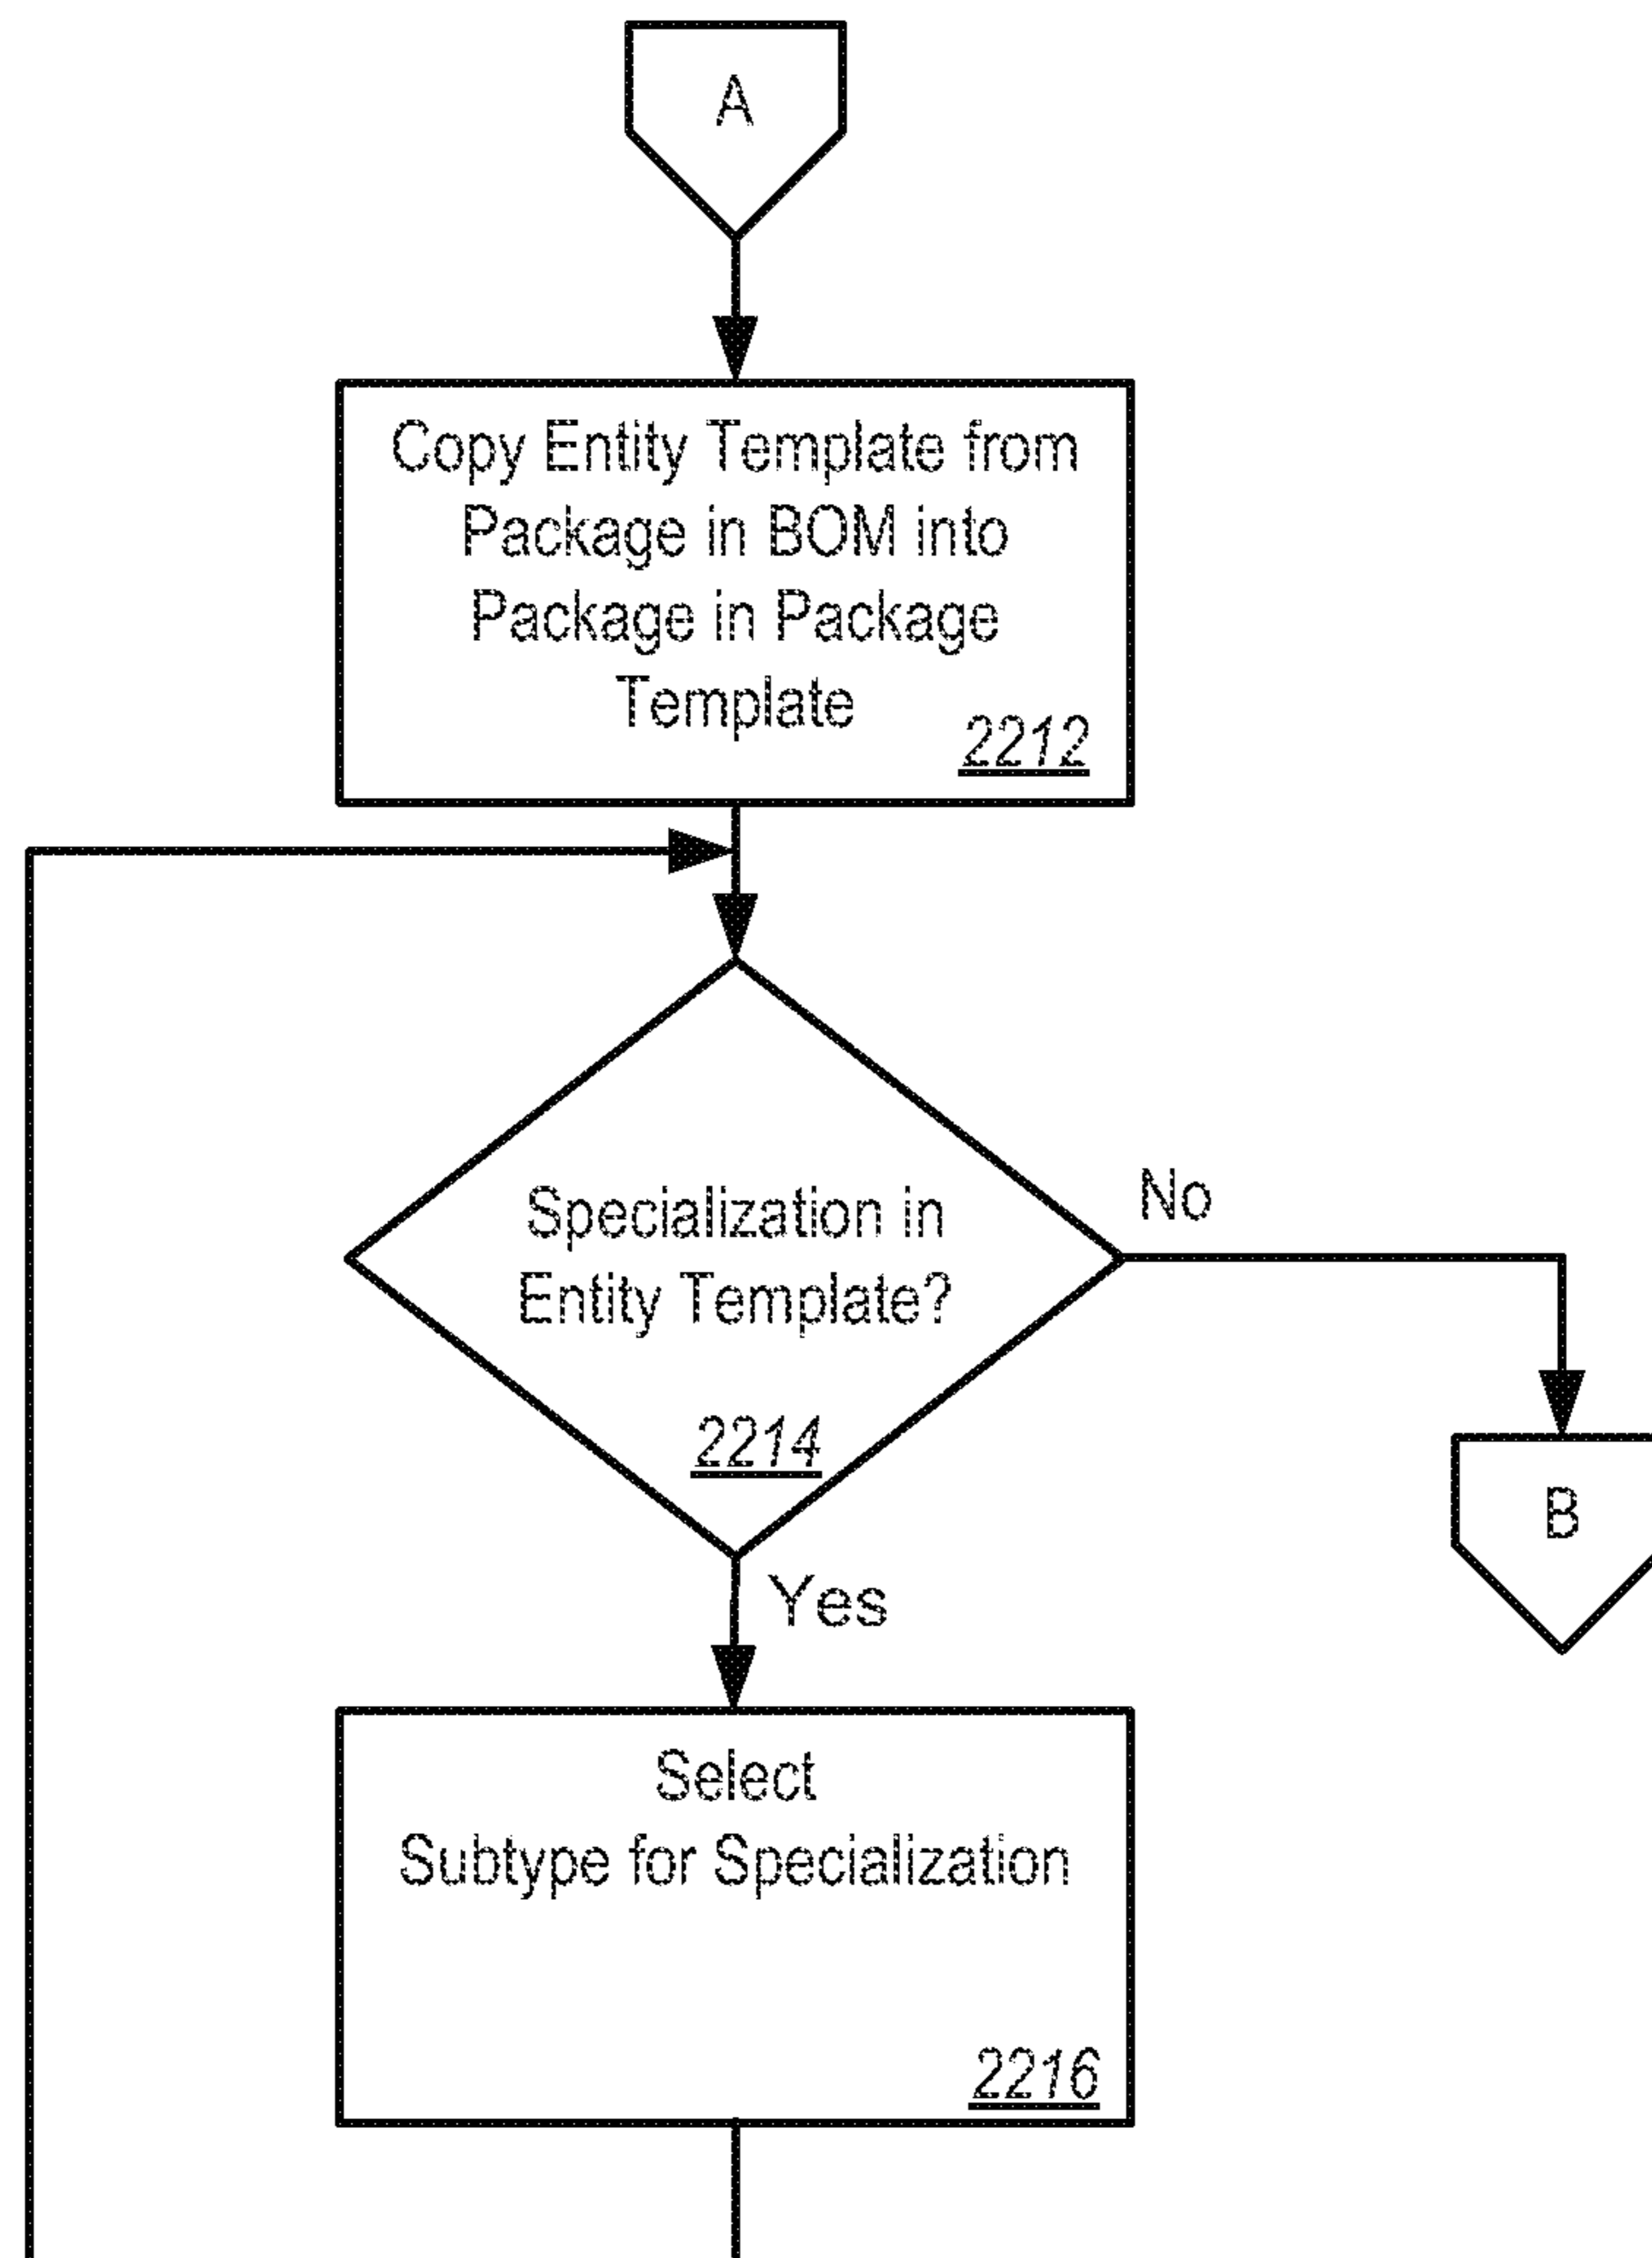 A
Copy Entity Template from
Package in BOM into
Package in Package
Template
2212
Specialization in
Entity Template?
2214
No
B
Yes
Select
Subtype for Specialization
2216